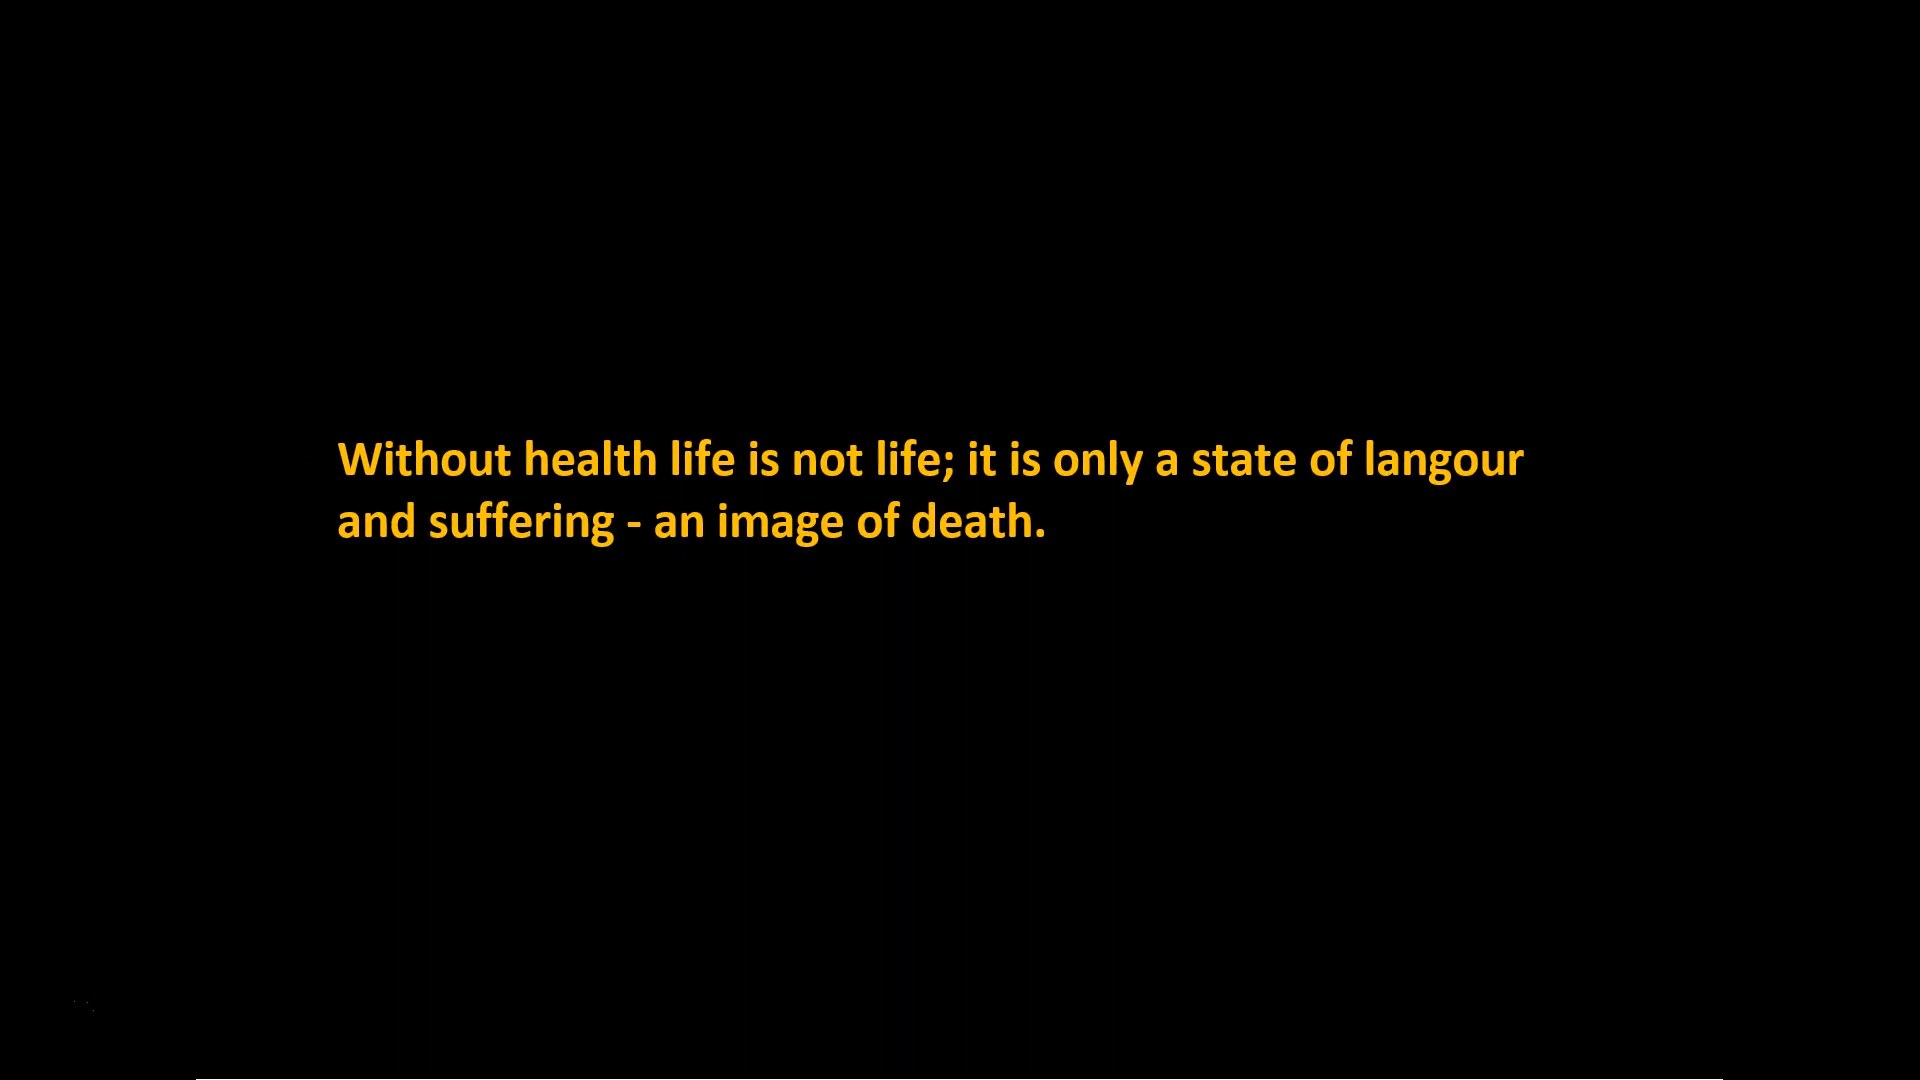 Without health life is not life; it is only a state of langour
and suffering - an image of death.